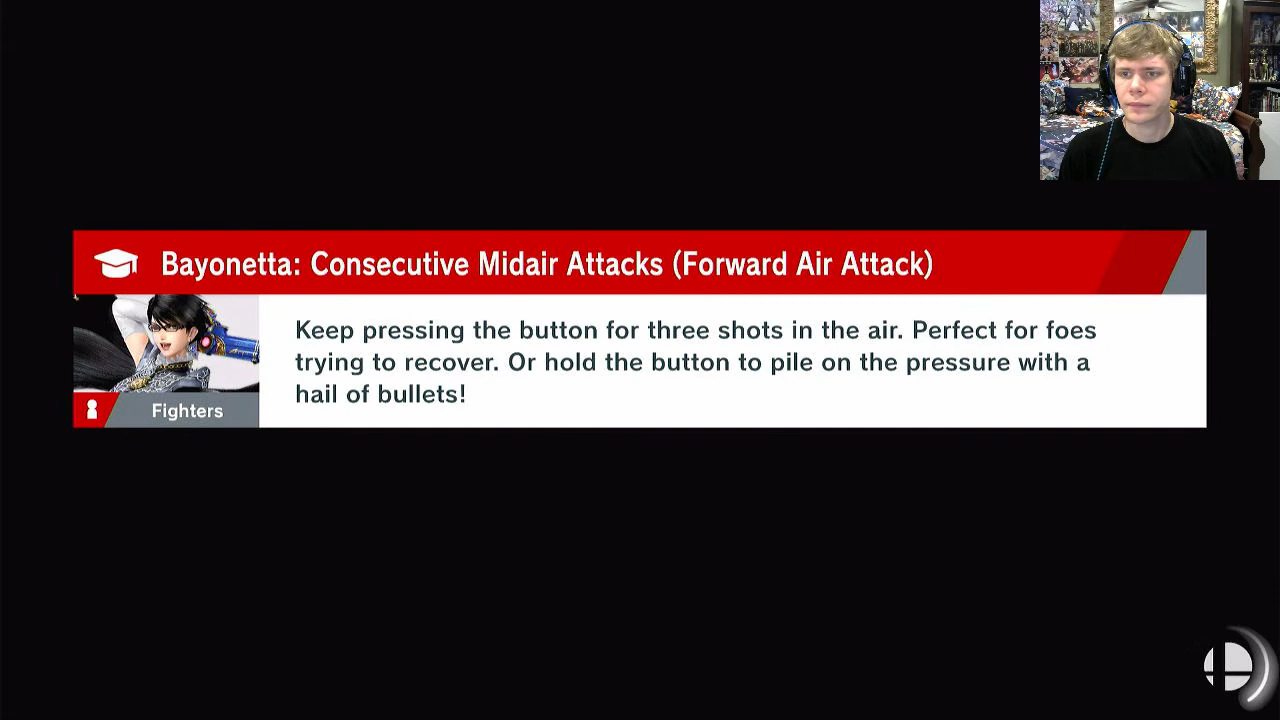 Bayonetta: Consecutive Midair Attacks (Forward Air Attack)
Keep pressing the button for three shots in the air. Perfect for foes
trying to recover. Or hold the button to pile on the pressure with a
hail of bullets!
Fighters